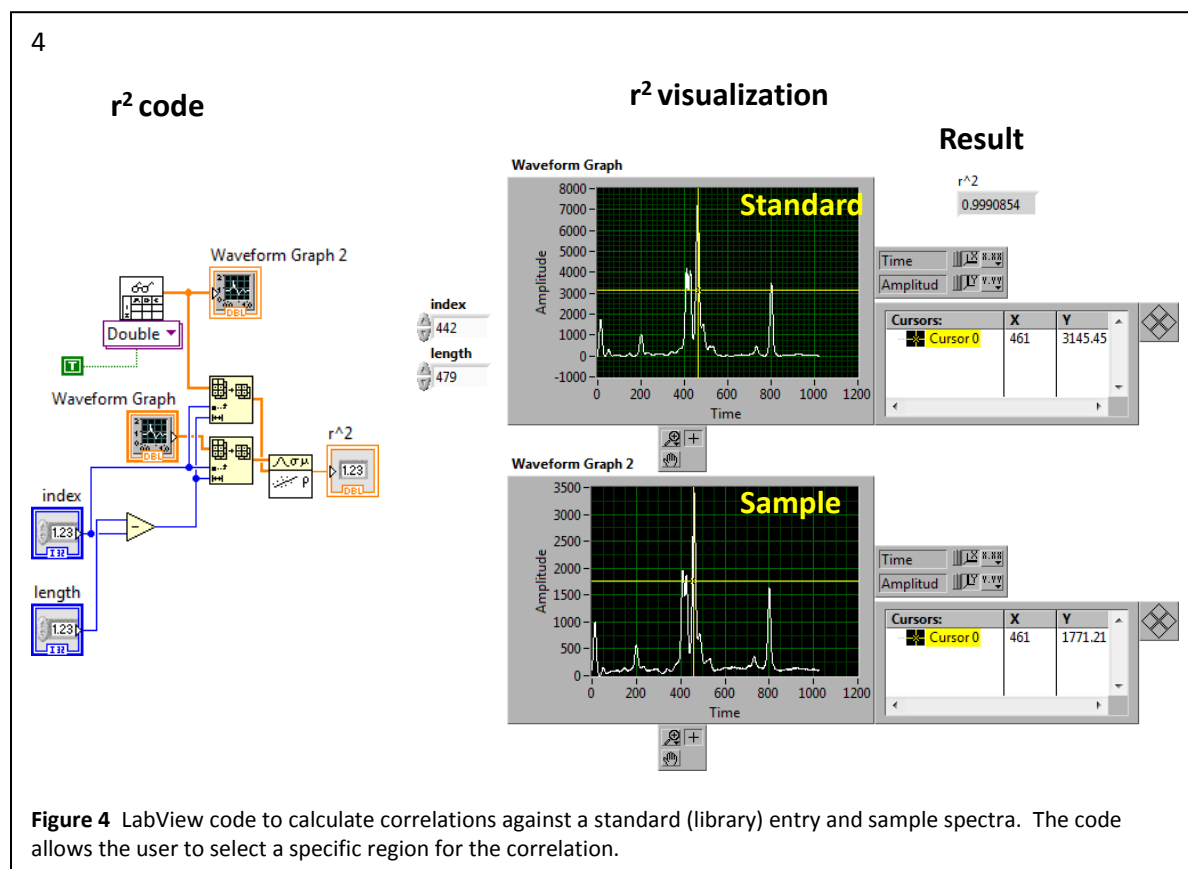 4
r² code
r² visualization
Result
Waveform Graph 2
DBL
Double
T
Waveform Graph
DBL
r^2
1.23
DBL
index
1.23
I32
length
1.23
I32
index
442
length
479
Waveform Graph
Standard
Amplitude
8000
7000
6000
5000
4000
3000
2000
1000
0
-1000
0 200 400 600 800 1000 1200
Time
r^2
0.9990854
Time
Amplitud
Cursors: X Y
Cursor 0 461 3145.45
Waveform Graph 2
Sample
Amplitude
3500
3000
2500
2000
1500
1000
500
0
0 200 400 600 800 1000 1200
Time
Time
Amplitud
Cursors: X Y
Cursor 0 461 1771.21
Figure 4 LabView code to calculate correlations against a standard (library) entry and sample spectra. The code
allows the user to select a specific region for the correlation.